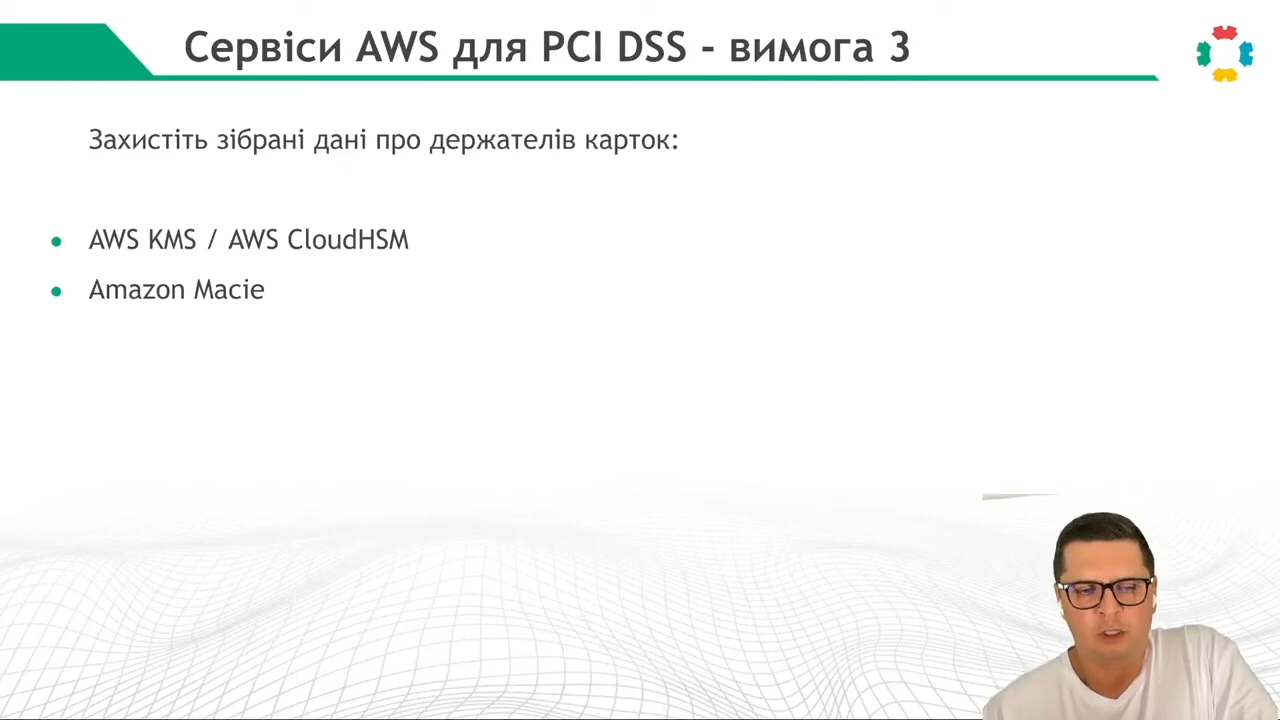 Сервіси AWS для PCI DSS - вимога 3
Захистіть зібрані дані про держателів карток:
AWS KMS / AWS CloudHSM
Amazon Macie